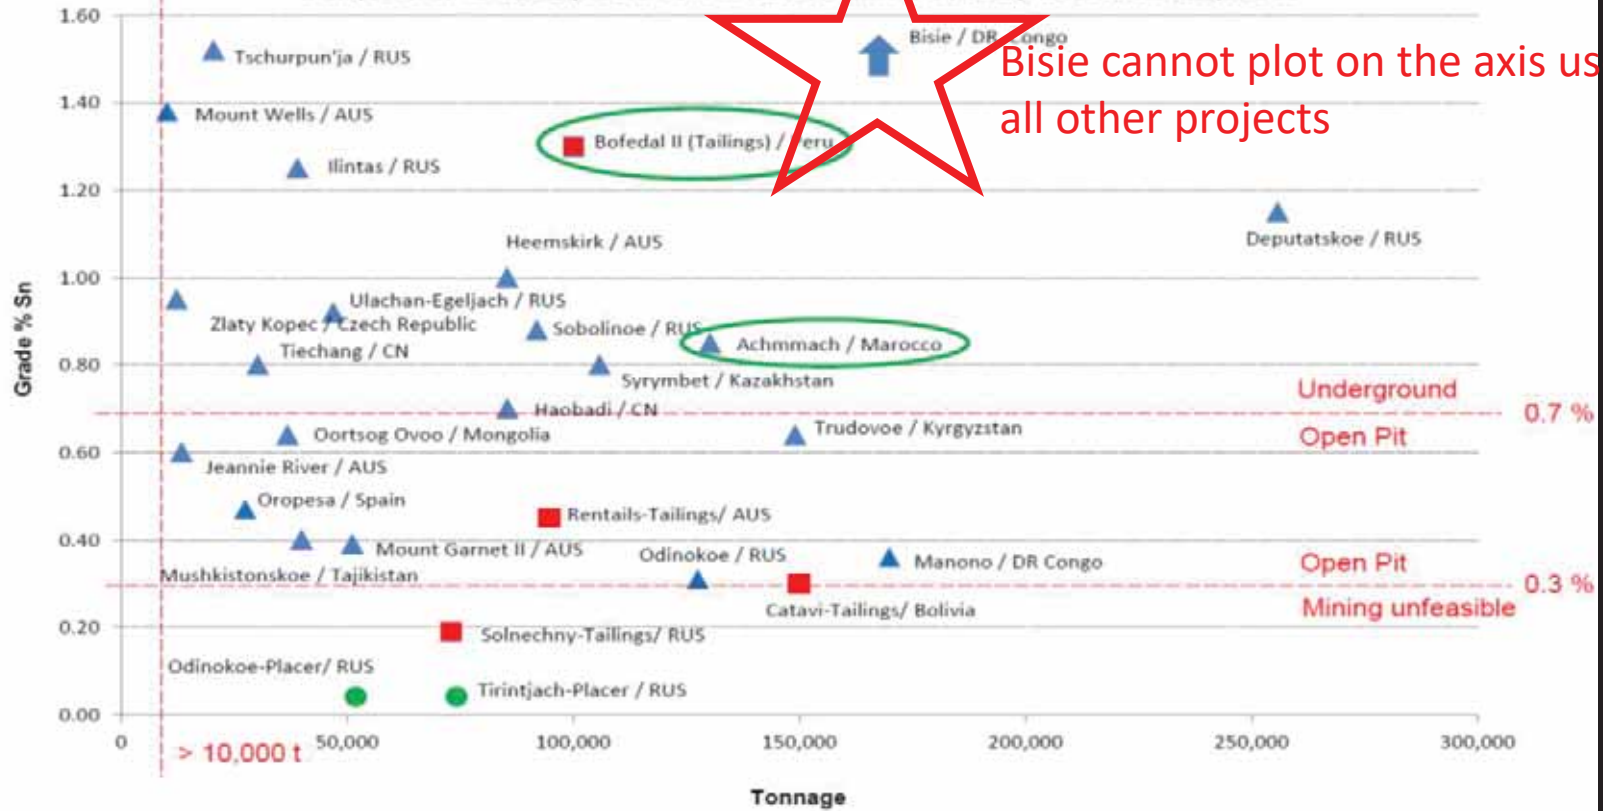 1.60
Bisie / DR Congo
Tschurpun'ja / RUS
Bisie cannot plot on the axis us
1.40
Mount Wells / AUS
all other projects
Bofedal II (Tailings) / Peru
Ilintas / RUS
1.20
Heemskirk / AUS
Deputatskoe / RUS
1.00
Ulachan-Egeljach / RUS
Zlaty Kopec / Czech Republic
Sobolinoe / RUS
Achmmach / Marocco
Tiechang / CN
0.80
Syrymbet / Kazakhstan
Underground
Haobadi / CN
0.7 %
Oortsog Ovoo / Mongolia
Trudovoe / Kyrgyzstan
Open Pit
0.60
Jeannie River / AUS
Oropesa / Spain
Rentails-Tailings/ AUS
0.40
Mount Garnet II / AUS
Odinokoe / RUS
Manono / DR Congo
Open Pit
Mushkistonskoe / Tajikistan
0.3 %
Catavi-Tailings/ Bolivia
Mining unfeasible
0.20
Solnechny-Tailings/ RUS
Odinokoe-Placer/ RUS
Tirintjach-Placer / RUS
0.00
Grade % Sn
0
> 10,000 t
50,000
100,000
150,000
200,000
250,000
300,000
Tonnage